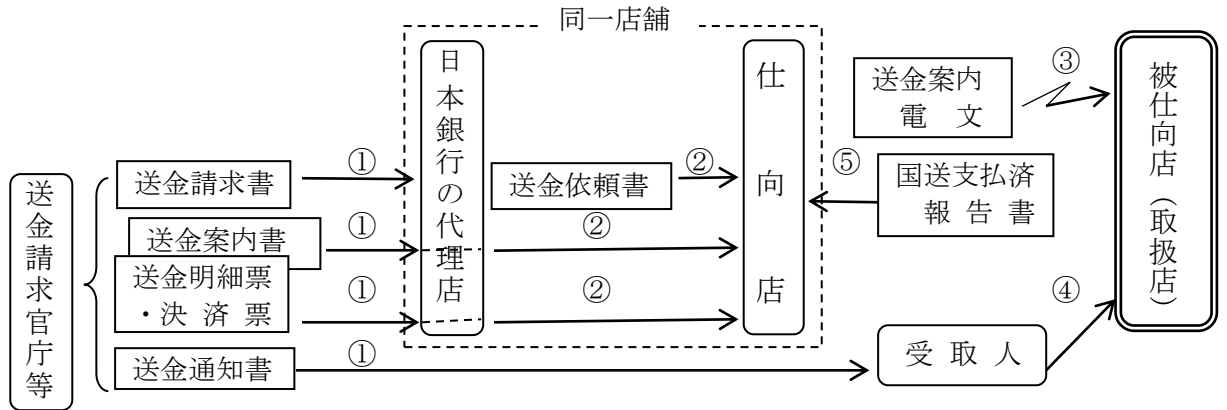 同一店舗
送金請求官庁等
送金請求書
①
送金案内書
①
送金明細票
・決済票
①
送金通知書
①
日本銀行の代理店
送金依頼書
②
②
②
仕向店
送金案内
電文
③
⑤
国送支払済
報告書
④
受取人
被仕向店（取扱店）